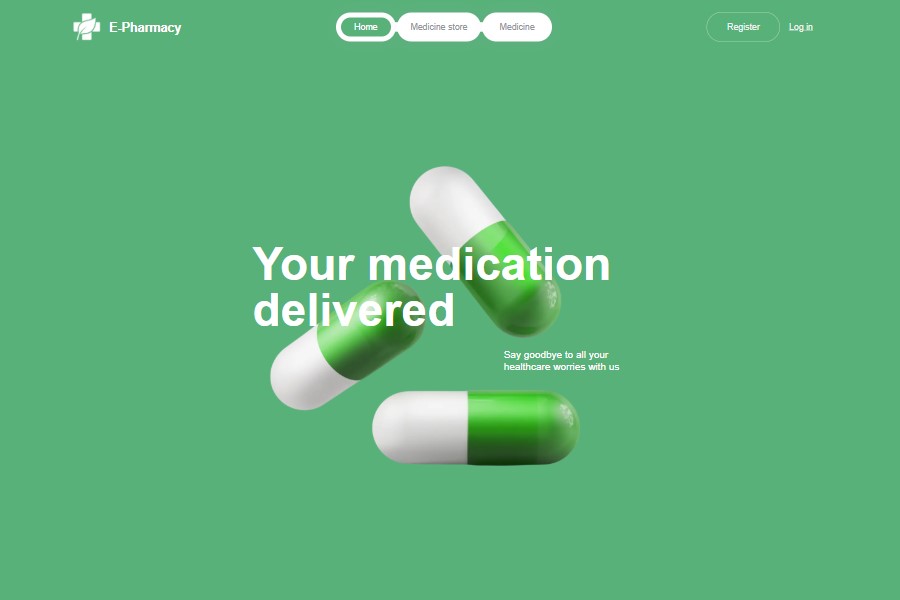 E-Pharmacy
Home
Medicine store
Medicine
Register
Log in
Your medication
delivered
Say goodbye to all your
healthcare worries with us